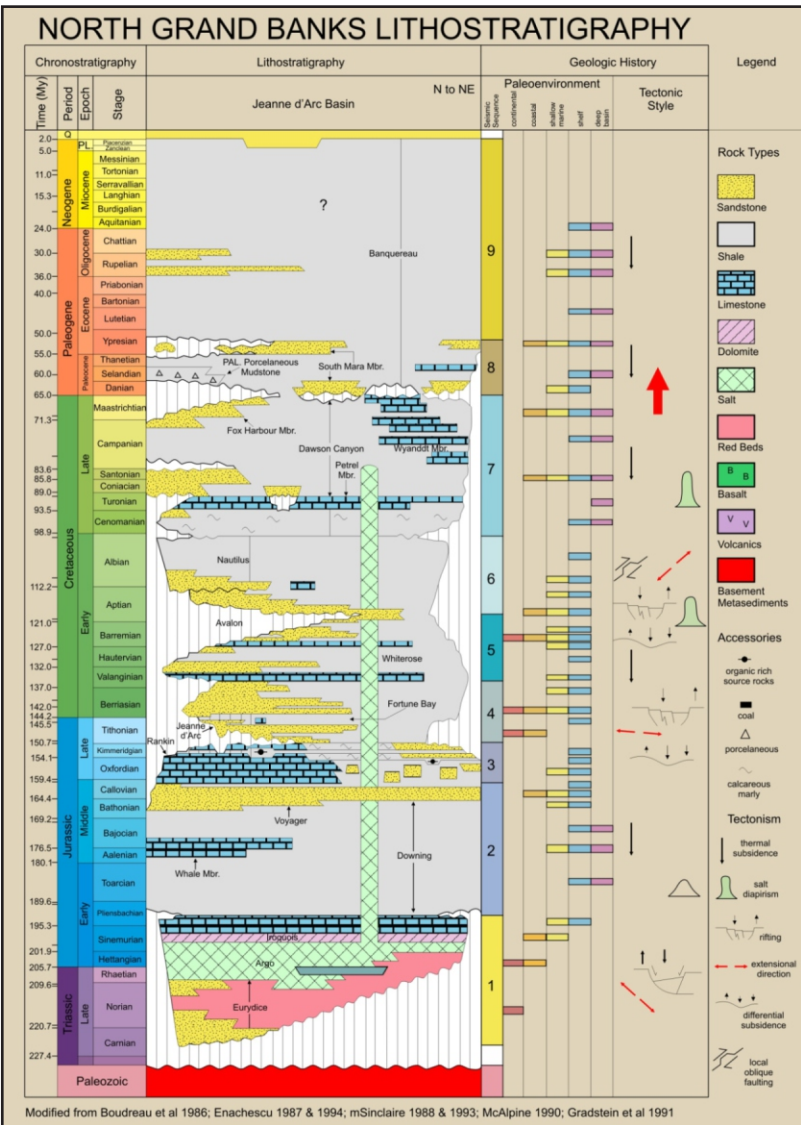 NORTH GRAND BANKS LITHOSTRATIGRAPHY
Chronostratigraphy
Lithostratigraphy
Geologic History
Legend
Time (My)
Period
Epoch
Stage
Jeanne d'Arc Basin
N to NE
Seismic Sequence
Paleoenvironment
continental
coastal
shallow marine
shelf
deep basin
Tectonic
Style
2.0
5.0
11.0
15.3
24.0
30.0
36.0
40.0
50.0
55.0
60.0
65.0
71.3
83.6
85.8
89.0
93.5
98.9
112.2
121.0
127.0
132.0
137.0
142.0
144.2
145.5
150.7
154.1
159.4
164.4
169.2
176.5
180.1
189.6
195.3
201.9
205.7
209.6
220.7
227.4
Q
Neogene
Paleogene
Cretaceous
Jurassic
Triassic
Paleozoic
PL.
Miocene
Oligocene
Eocene
Paleocene
Late
Early
Late
Middle
Early
Late
Piacenzian
Zanclean
Messinian
Tortonian
Serravallian
Langhian
Burdigalian
Aquitanian
Chattian
Rupelian
Priabonian
Bartonian
Lutetian
Ypresian
Thanetian
Selandian
Danian
Maastrichtian
Campanian
Santonian
Coniacian
Turonian
Cenomanian
Albian
Aptian
Barremian
Hautervian
Valanginian
Berriasian
Tithonian
Kimmeridgian
Oxfordian
Callovian
Bathonian
Bajocian
Aalenian
Toarcian
Pliensbachian
Sinemurian
Hettangian
Rhaetian
Norian
Carnian
?
Banquereau
PAL. Porcelaneous
Mudstone
South Mara Mbr.
Fox Harbour Mbr.
Dawson Canyon
Wyanddt Mbr.
Petrel
Mbr.
Nautilus
Avalon
Whiterose
Fortune Bay
Jeanne
d'Arc
Rankin
Voyager
Whale Mbr.
Downing
Iroquois
Argo
Eurydice
9
8
7
6
5
4
3
2
1
Rock Types
Sandstone
Shale
Limestone
Dolomite
Salt
Red Beds
B
B
Basalt
V
V
Volcanics
Basement
Metasediments
Accessories
organic rich
source rocks
coal
porcelaneous
calcareous
marly
Tectonism
thermal
subsidence
salt
diapirism
rifting
extensional
direction
differential
subsidence
local
oblique
faulting
Modified from Boudreau et al 1986; Enachescu 1987 & 1994; mSinclaire 1988 & 1993; McAlpine 1990; Gradstein et al 1991